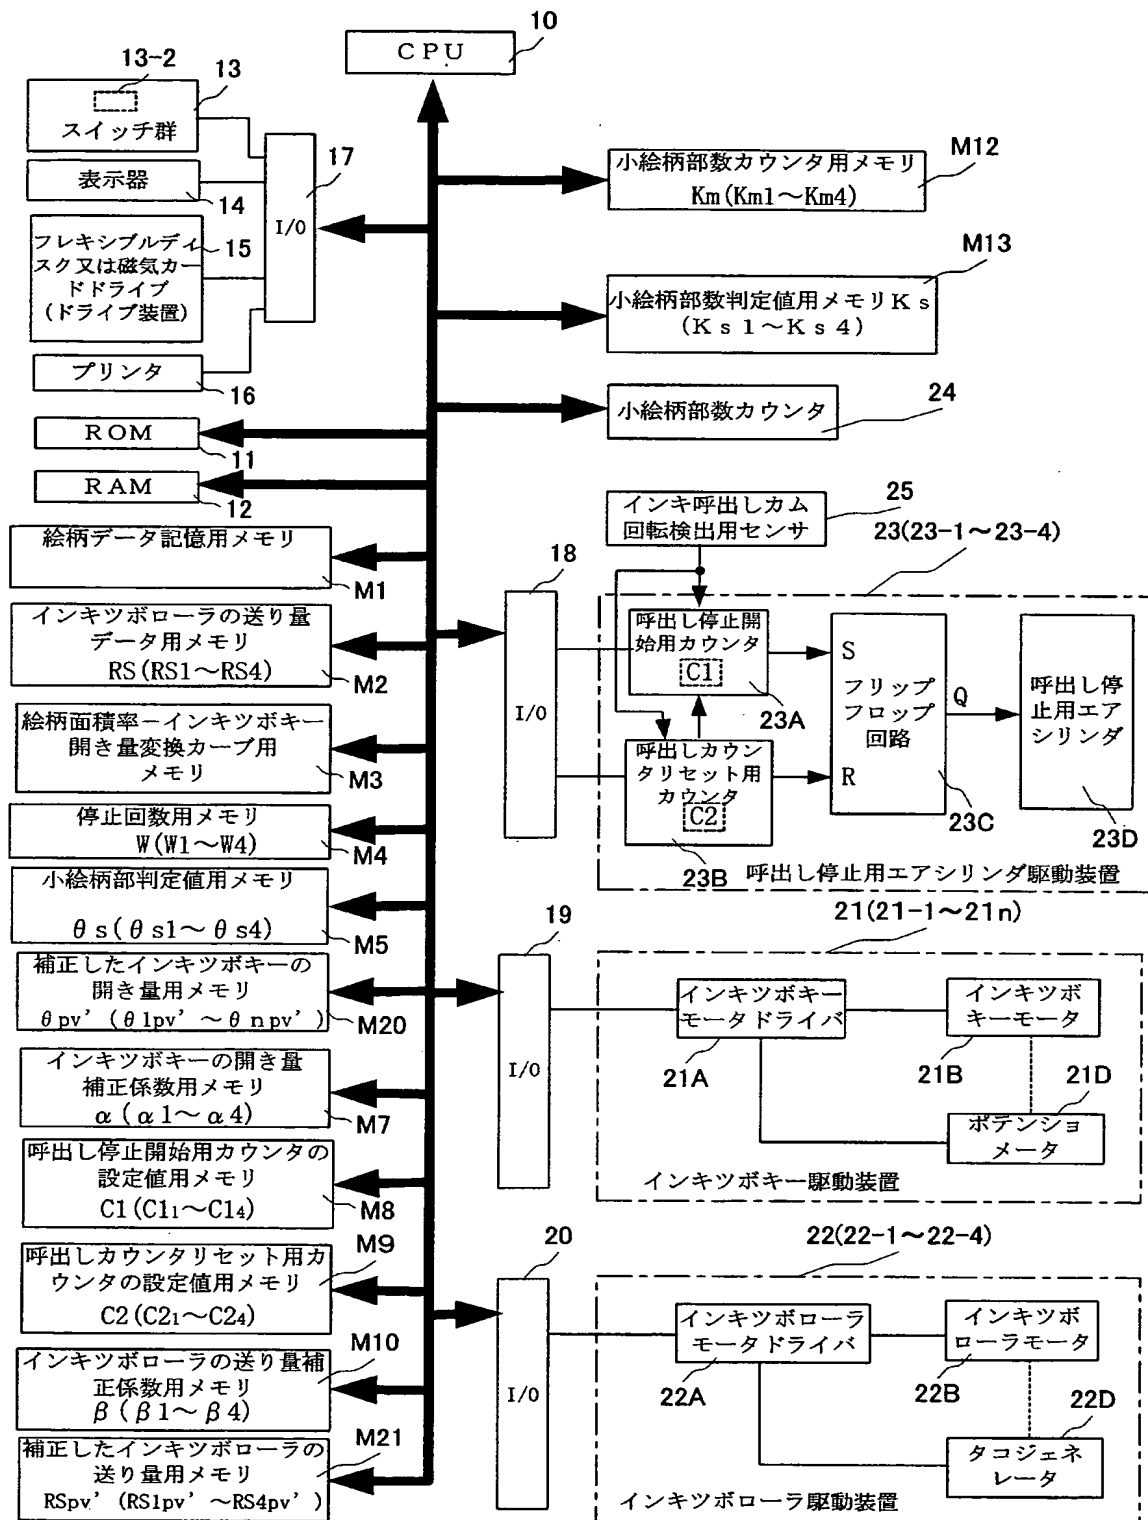 10
CPU
13-2
13
スイッチ群
17
I/O
表示器
14
フレキシブルディ
スク又は磁気カー
ドドライブ
(ドライブ装置)
15
プリンタ
16
ROM
11
RAM
12
絵柄データ記憶用メモリ
M1
インキツボローラの送り量
データ用メモリ
RS(RS1～RS4)
M2
絵柄面積率－インキツボキー
開き量変換カーブ用
メモリ
M3
停止回数用メモリ
W(W1～W4)
M4
小絵柄部判定値用メモリ
θs(θs1～θs4)
M5
補正したインキツボキーの
開き量用メモリ
θpv'(θ1pv'～θnpv')
M20
インキツボキーの開き量
補正係数用メモリ
α(α1～α4)
M7
呼出し停止開始用カウンタの
設定値用メモリ
C1(C1₁～C1₄)
M8
呼出しカウンタリセット用カ
ウンタの設定値用メモリ
C2(C2₁～C2₄)
M9
インキツボローラの送り量補
正係数用メモリ
β(β1～β4)
M10
補正したインキツボローラの
送り量用メモリ
RSpv'(RS1pv'～RS4pv')
M21
小絵柄部数カウンタ用メモリ
Km(Km1～Km4)
M12
小絵柄部数判定値用メモリKs
(Ks1～Ks4)
M13
小絵柄部数カウンタ
24
インキ呼出しカム
回転検出用センサ
25
23(23-1～23-4)
18
I/O
呼出し停止開
始用カウンタ
C1
23A
呼出しカウン
タリセット用
カウンタ
C2
23B
S
フリップ
フロップ
回路
R
Q
23C
呼出し停
止用エア
シリンダ
23D
呼出し停止用エアシリンダ駆動装置
19
I/O
21(21-1～21n)
インキツボキー
モータドライバ
21A
インキツボ
キーモータ
21B
21D
ポテンショ
メータ
インキツボキー駆動装置
20
I/O
22(22-1～22-4)
インキツボローラ
モータドライバ
22A
インキツボ
ローラモータ
22B
22D
タコジェネ
レータ
インキツボローラ駆動装置